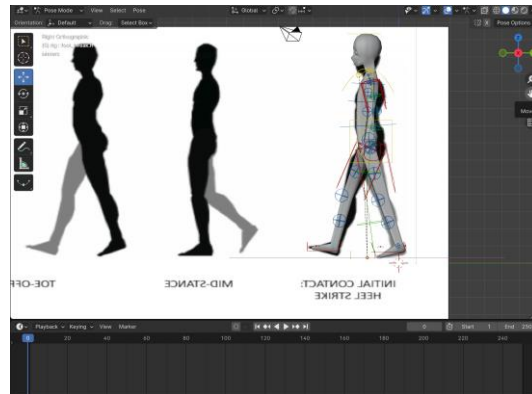 Pose Mode View Select Pose Global
Orientation: Default Drag: Select Box Pose Options
Right Orthographic
Move
TOE-OFF
MID-STANCE
INITIAL CONTACT:
HEEL STRIKE
Playback Keying View Marker 0 Start 1 End 250
0 20 40 60 80 100 120 140 160 180 200 220 240